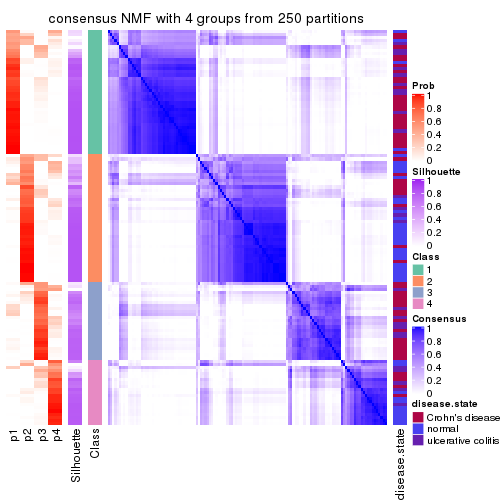 consensus NMF with 4 groups from 250 partitions
Prob
1
0.8
0.6
0.4
0.2
0
Silhouette
1
0.8
0.6
0.4
0.2
0
Class
1
2
3
4
Consensus
1
0.8
0.6
0.4
0.2
0
disease.state
Crohn's disease
normal
ulcerative colitis
p1
p2
p3
p4
Silhouette
Class
disease.state